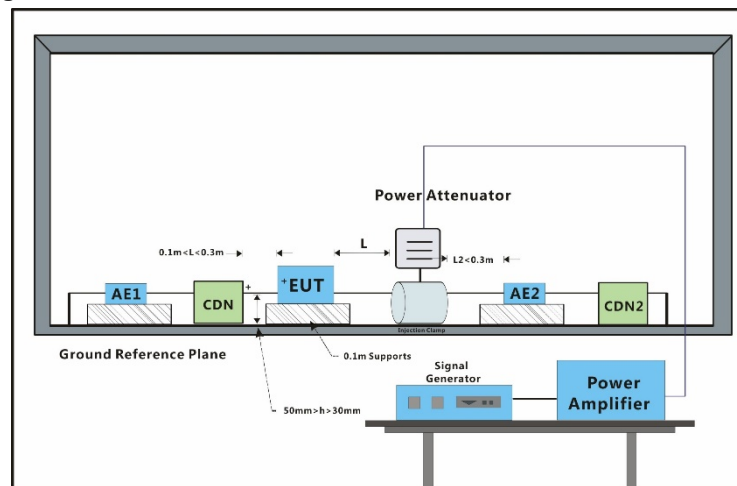 Power Attenuator
0.1m<L<0.3m
L
L2<0.3m
+
+EUT
AE1
CDN
AE2
CDN2
Injection Clamp
Ground Reference Plane
0.1m Supports
Signal
Generator
Power
Amplifier
50mm>h>30mm